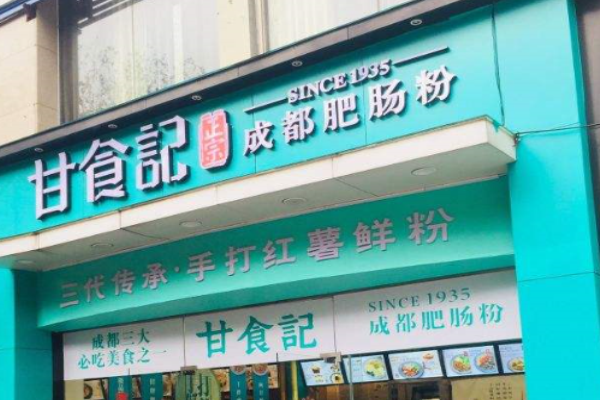 甘食記
正宗
SINCE 1935
成都肥肠粉
三代传承·手打红薯鲜粉
成都三大
必吃美食之一
甘食記
SINCE 1935
成都肥肠粉